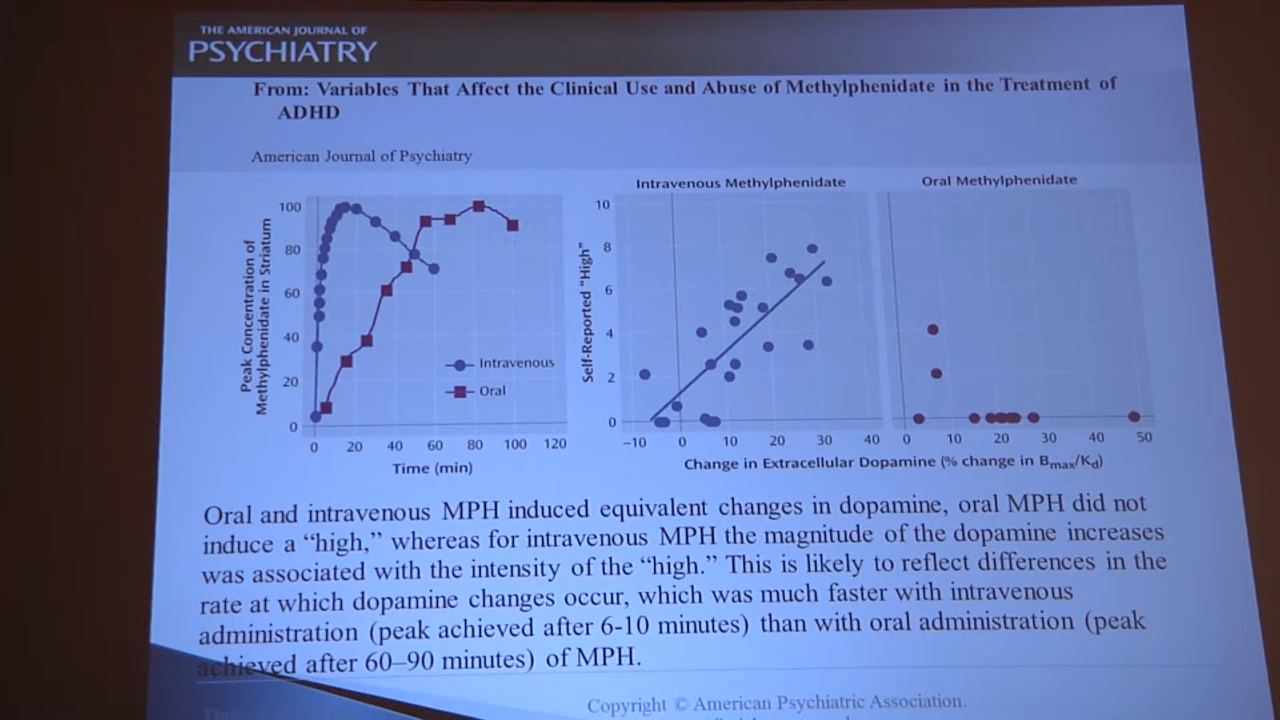 THE AMERICAN JOURNAL OF
PSYCHIATRY
From: Variables That Affect the Clinical Use and Abuse of Methylphenidate in the Treatment of
ADHD
American Journal of Psychiatry
Peak Concentration of
Methylphenidate in Striatum
100
80
60
40
20
0
Intravenous
Oral
0 20 40 60 80 100 120
Time (min)
Intravenous Methylphenidate
Self-Reported "High"
10
8
6
4
2
0
−10 0 10 20 30 40
Oral Methylphenidate
0 10 20 30 40 50
Change in Extracellular Dopamine (% change in Bmax/Kd)
Oral and intravenous MPH induced equivalent changes in dopamine, oral MPH did not
induce a “high,” whereas for intravenous MPH the magnitude of the dopamine increases
was associated with the intensity of the “high.” This is likely to reflect differences in the
rate at which dopamine changes occur, which was much faster with intravenous
administration (peak achieved after 6-10 minutes) than with oral administration (peak
achieved after 60–90 minutes) of MPH.
Copyright © American Psychiatric Association.